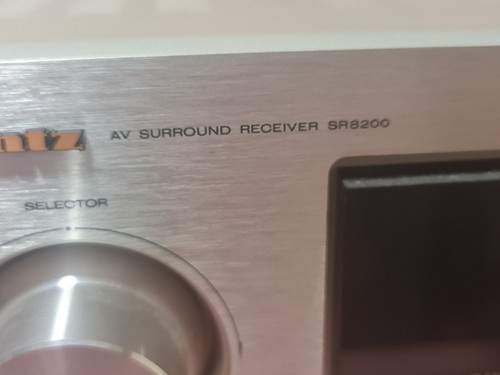 ntz AV SURROUND RECEIVER SR8200
SELECTOR